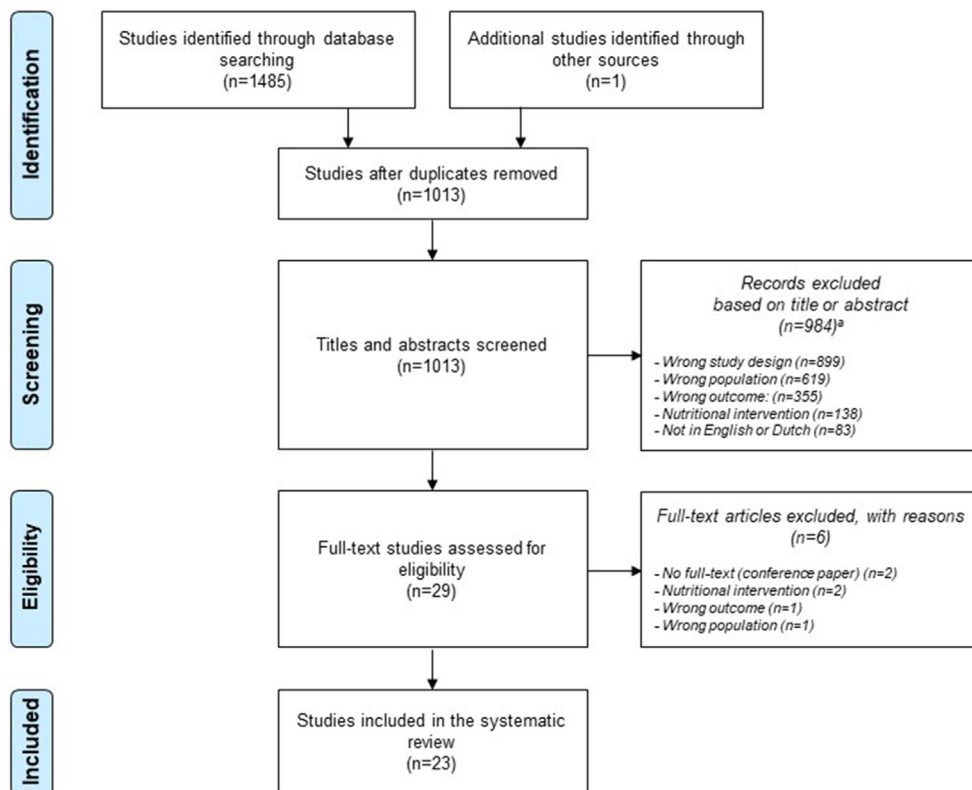 Identification
Studies identified through database
searching
(n=1485)
Additional studies identified through
other sources
(n=1)
Studies after duplicates removed
(n=1013)
Screening
Titles and abstracts screened
(n=1013)
Records excluded
based on title or abstract
(n=984)ª
- Wrong study design (n=899)
- Wrong population (n=619)
- Wrong outcome: (n=355)
- Nutritional intervention (n=138)
- Not in English or Dutch (n=83)
Eligibility
Full-text studies assessed for
eligibility
(n=29)
Full-text articles excluded, with reasons
(n=6)
- No full-text (conference paper) (n=2)
- Nutritional intervention (n=2)
- Wrong outcome (n=1)
- Wrong population (n=1)
Included
Studies included in the systematic
review
(n=23)